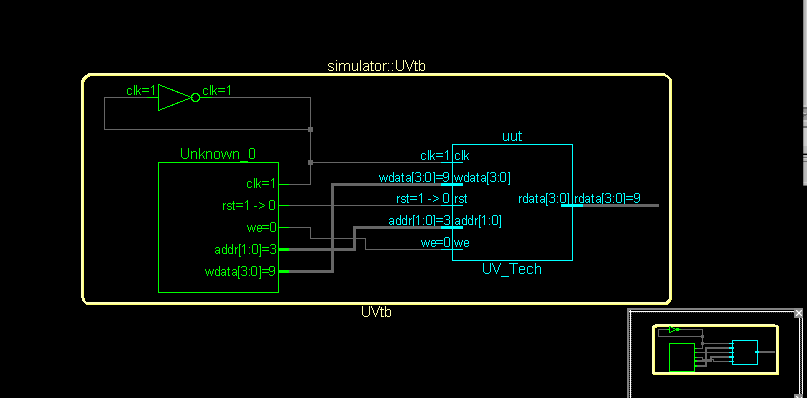 simulator::UVtb
clk=1 clk=1
uut
Unknown_0
clk=1 clk
clk=1
wdata[3:0]=9 wdata[3:0]
rst=1 -> 0
rst=1 -> 0 rst
rdata[3:0] rdata[3:0]=9
we=0
addr[1:0]=3 addr[1:0]
addr[1:0]=3
we=0 we
wdata[3:0]=9
UV_Tech
UVtb